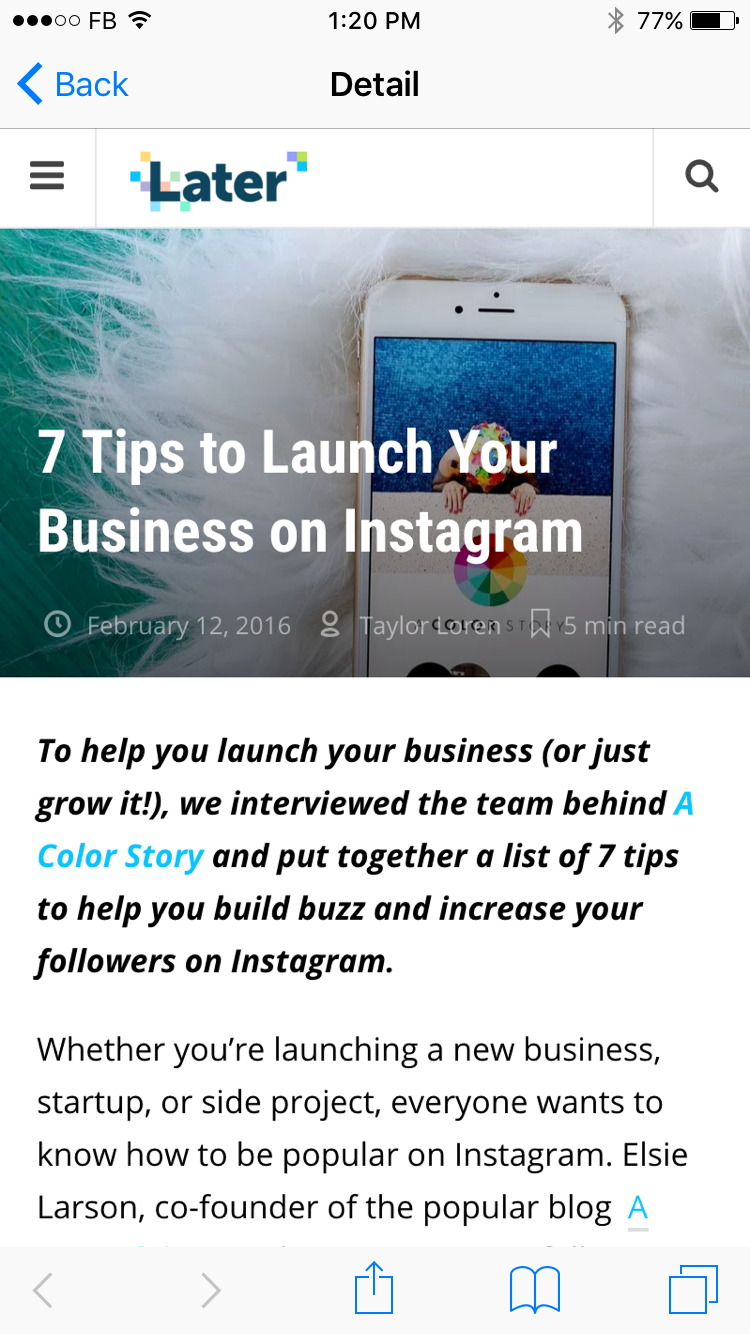 FB 1:20 PM 77%
Back Detail
Later
7 Tips to Launch Your
Business on Instagram
February 12, 2016 Taylor Loren 5 min read
A COLOR STORY
To help you launch your business (or just
grow it!), we interviewed the team behind A
Color Story and put together a list of 7 tips
to help you build buzz and increase your
followers on Instagram.
Whether you’re launching a new business,
startup, or side project, everyone wants to
know how to be popular on Instagram. Elsie
Larson, co-founder of the popular blog A